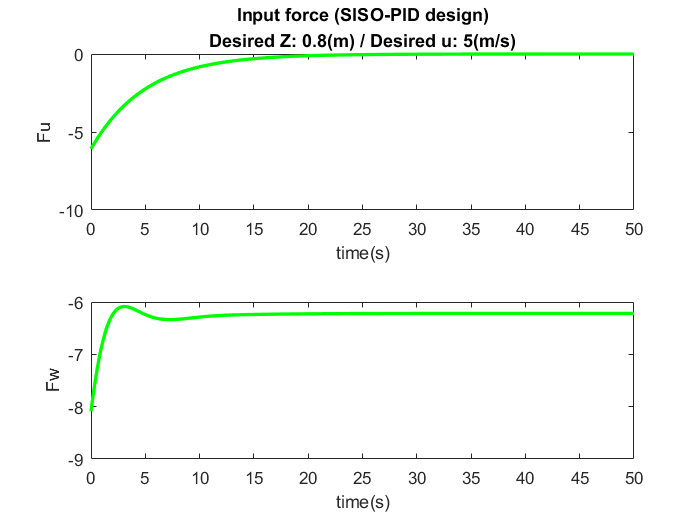 Input force (SISO-PID design)
Desired Z: 0.8(m) / Desired u: 5(m/s)
0
-5
-10
Fu
0 5 10 15 20 25 30 35 40 45 50
time(s)
-6
-7
-8
-9
Fw
0 5 10 15 20 25 30 35 40 45 50
time(s)